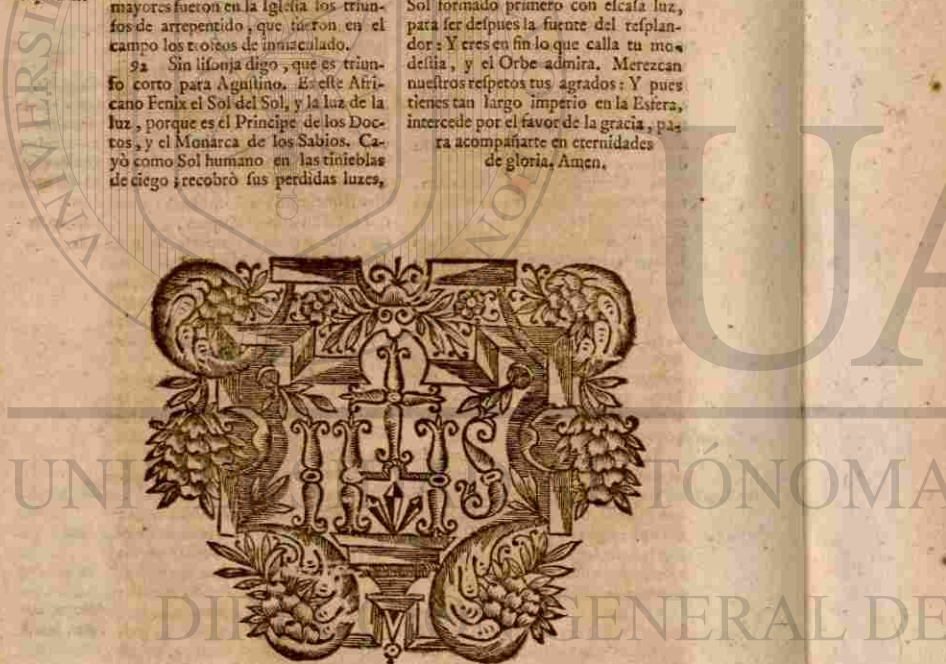 mayores fueron en la Iglesia los triun-
fos de arrepentido, que fueron en el
campo los trofeos de inmaculado.
92 Sin lisonja digo, que es triun-
fo corto para Agustino. Es este Afri-
cano Fenix el Sol del Sol, y la luz de la
luz, porque es el Principe de los Doc-
tos, y el Monarca de los Sabios. Ca-
yò como Sol humano en las tinieblas
de ciego; recobrò sus perdidas luzes,
Sol formado primero con escasa luz,
para ser despues la fuente del resplan-
dor: Y eres en fin lo que calla tu mo-
destia, y el Orbe admira. Merezcan
nuestros respetos tus agrados: Y pues
tienes tan largo imperio en la Esfera,
intercede por el favor de la gracia, pa-
ra acompañarte en eternidades
de gloria. Amen.
IHS
UA
UNI
TÓNOMA
DI
GENERAL DE